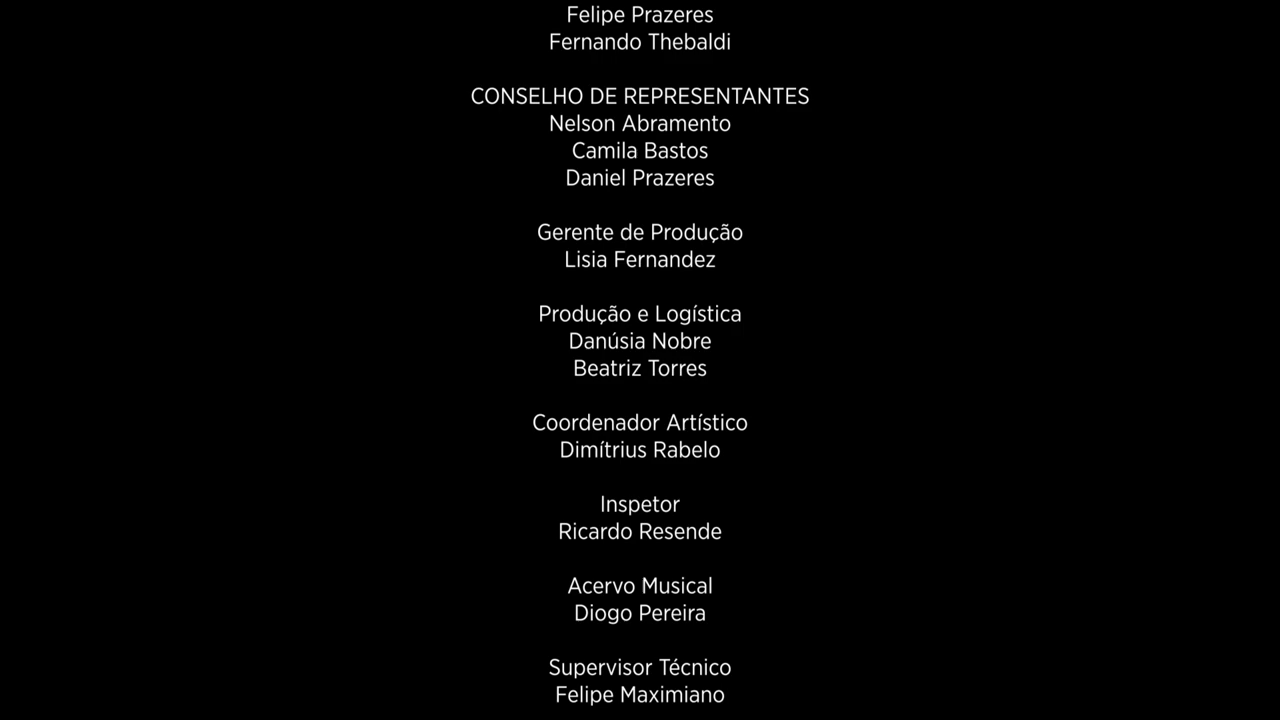 Felipe Prazeres
Fernando Thebaldi
CONSELHO DE REPRESENTANTES
Nelson Abramento
Camila Bastos
Daniel Prazeres
Gerente de Produção
Lisia Fernandez
Produção e Logística
Danúsia Nobre
Beatriz Torres
Coordenador Artístico
Dimítrius Rabelo
Inspetor
Ricardo Resende
Acervo Musical
Diogo Pereira
Supervisor Técnico
Felipe Maximiano